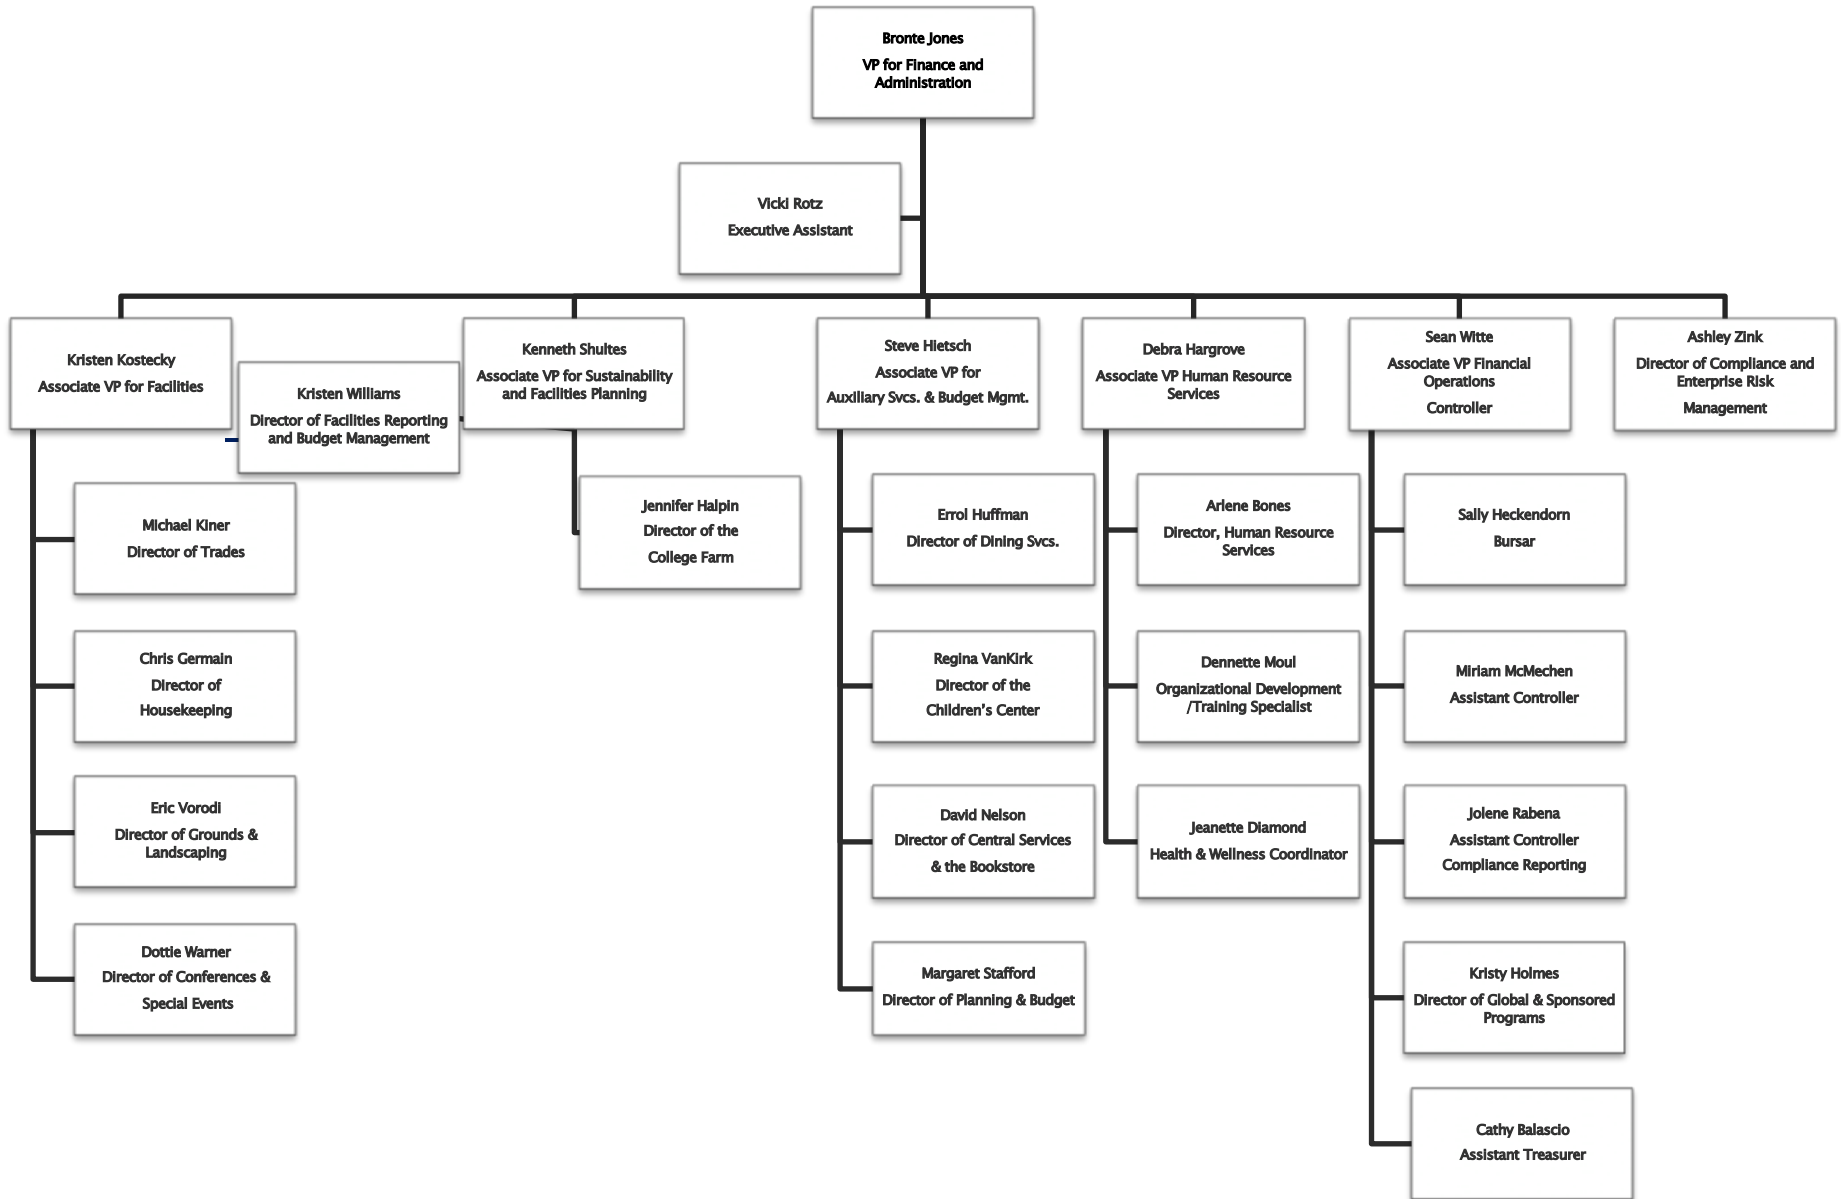 Bronte Jones
VP for Finance and
Administration
Vicki Rotz
Executive Assistant
Kristen Kostecky
Associate VP for Facilities
Kristen Williams
Director of Facilities Reporting
and Budget Management
Kenneth Shultes
Associate VP for Sustainability
and Facilities Planning
Steve Hietsch
Associate VP for
Auxiliary Svcs. & Budget Mgmt.
Debra Hargrove
Associate VP Human Resource
Services
Sean Witte
Associate VP Financial
Operations
Controller
Ashley Zink
Director of Compliance and
Enterprise Risk
Management
Michael Kiner
Director of Trades
Chris Germain
Director of
Housekeeping
Eric Vorodi
Director of Grounds &
Landscaping
Dottie Warner
Director of Conferences &
Special Events
Jennifer Halpin
Director of the
College Farm
Errol Huffman
Director of Dining Svcs.
Regina VanKirk
Director of the
Children's Center
David Nelson
Director of Central Services
& the Bookstore
Margaret Stafford
Director of Planning & Budget
Arlene Bones
Director, Human Resource
Services
Dennette Moul
Organizational Development
/Training Specialist
Jeanette Diamond
Health & Wellness Coordinator
Sally Heckendorn
Bursar
Miriam McMechen
Assistant Controller
Jolene Rabena
Assistant Controller
Compliance Reporting
Kristy Holmes
Director of Global & Sponsored
Programs
Cathy Balascio
Assistant Treasurer